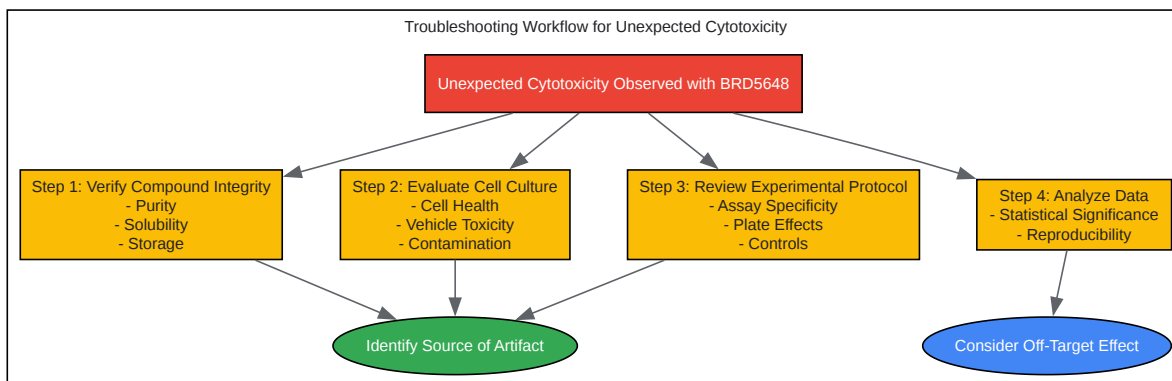 Troubleshooting Workflow for Unexpected Cytotoxicity
Unexpected Cytotoxicity Observed with BRD5648
Step 1: Verify Compound Integrity
- Purity
- Solubility
- Storage
Step 2: Evaluate Cell Culture
- Cell Health
- Vehicle Toxicity
- Contamination
Step 3: Review Experimental Protocol
- Assay Specificity
- Plate Effects
- Controls
Step 4: Analyze Data
- Statistical Significance
- Reproducibility
Identify Source of Artifact
Consider Off-Target Effect